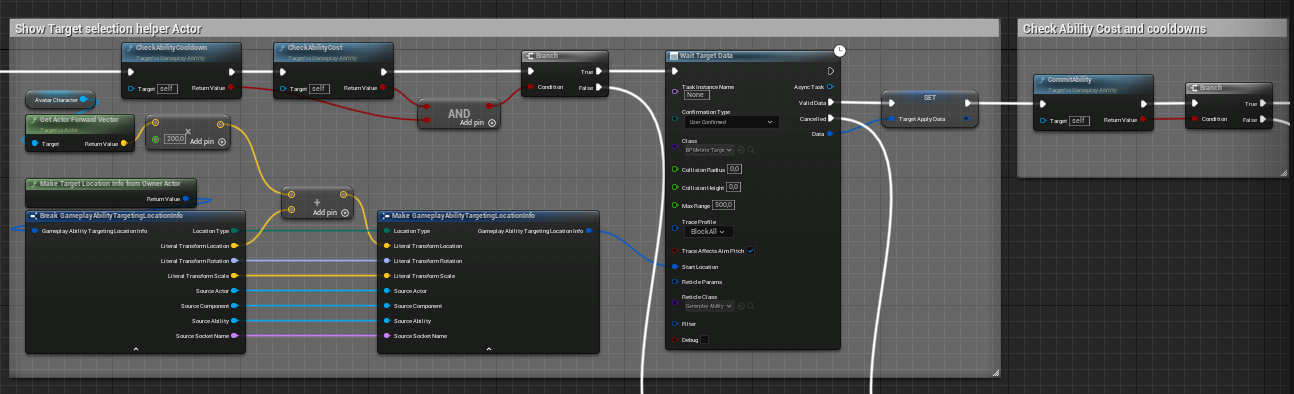 Show Target selection helper Actor
CheckAbilityCooldown
Target is Gameplay Ability
Target
self
Return Value
CheckAbilityCost
Target is Gameplay Ability
Target
self
Return Value
Branch
True
Condition
False
AND
Add pin
Avatar Character
Get Actor Forward Vector
Target is Actor
Target
Return Value
200,0
×
Add pin
Make Target Location Info from Owner Actor
Return Value
+
Add pin
Break GameplayAbilityTargetingLocationInfo
Gameplay Ability Targeting Location Info
Location Type
Literal Transform Location
Literal Transform Rotation
Literal Transform Scale
Source Actor
Source Component
Source Ability
Source Socket Name
Make GameplayAbilityTargetingLocationInfo
Location Type
Gameplay Ability Targeting Location Info
Literal Transform Location
Literal Transform Rotation
Literal Transform Scale
Source Actor
Source Component
Source Ability
Source Socket Name
Wait Target Data
Async Task
Task Instance Name
None
Valid Data
Confirmation Type
User Confirmed
Cancelled
Data
Class
BP Meteor Targe
Collision Radius
0,0
Collision Height
0,0
Max Range
500,0
Trace Profile
BlockAll
Trace Affects Aim Pitch
Start Location
Reticle Params
Reticle Class
Gameplay Ability
Filter
Debug
SET
Target Apply Data
Check Ability Cost and cooldowns
CommitAbility
Target is Gameplay Ability
Target
self
Return Value
Branch
True
Condition
False